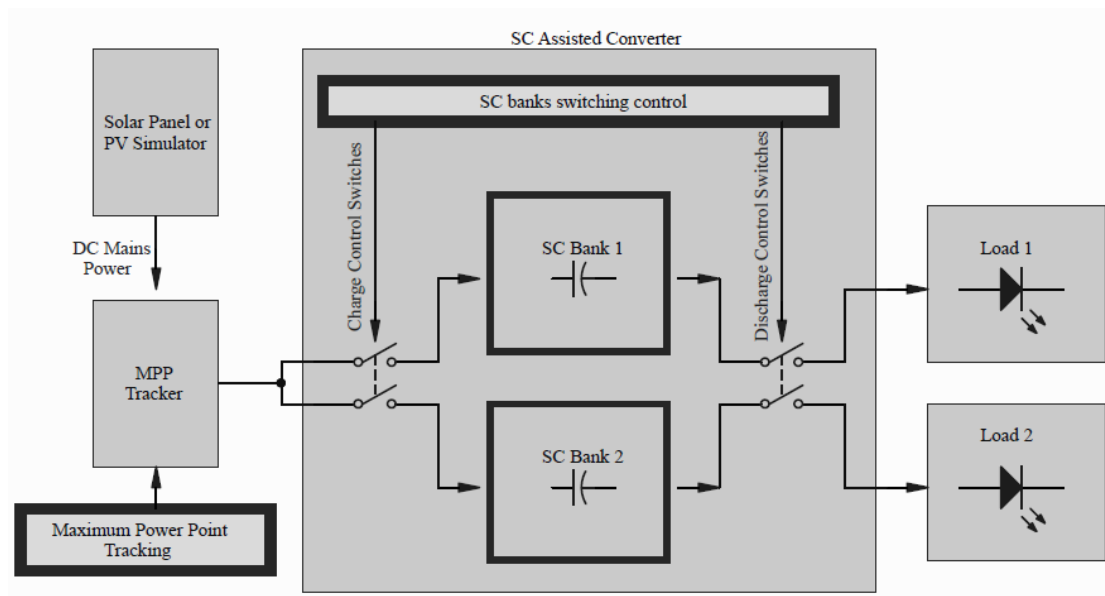 SC Assisted Converter
SC banks switching control
Solar Panel or
PV Simulator
DC Mains
Power
MPP
Tracker
Maximum Power Point
Tracking
Charge Control Switches
SC Bank 1
SC Bank 2
Discharge Control Switches
Load 1
Load 2